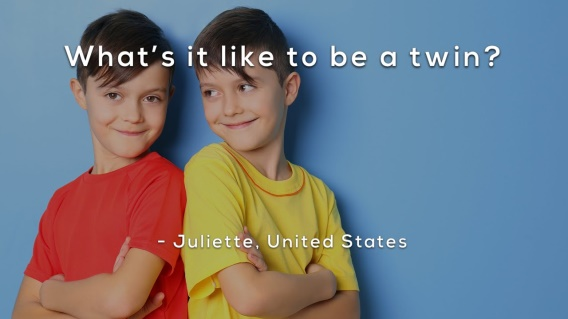 What's it like to be a twin?
- Juliette, United States